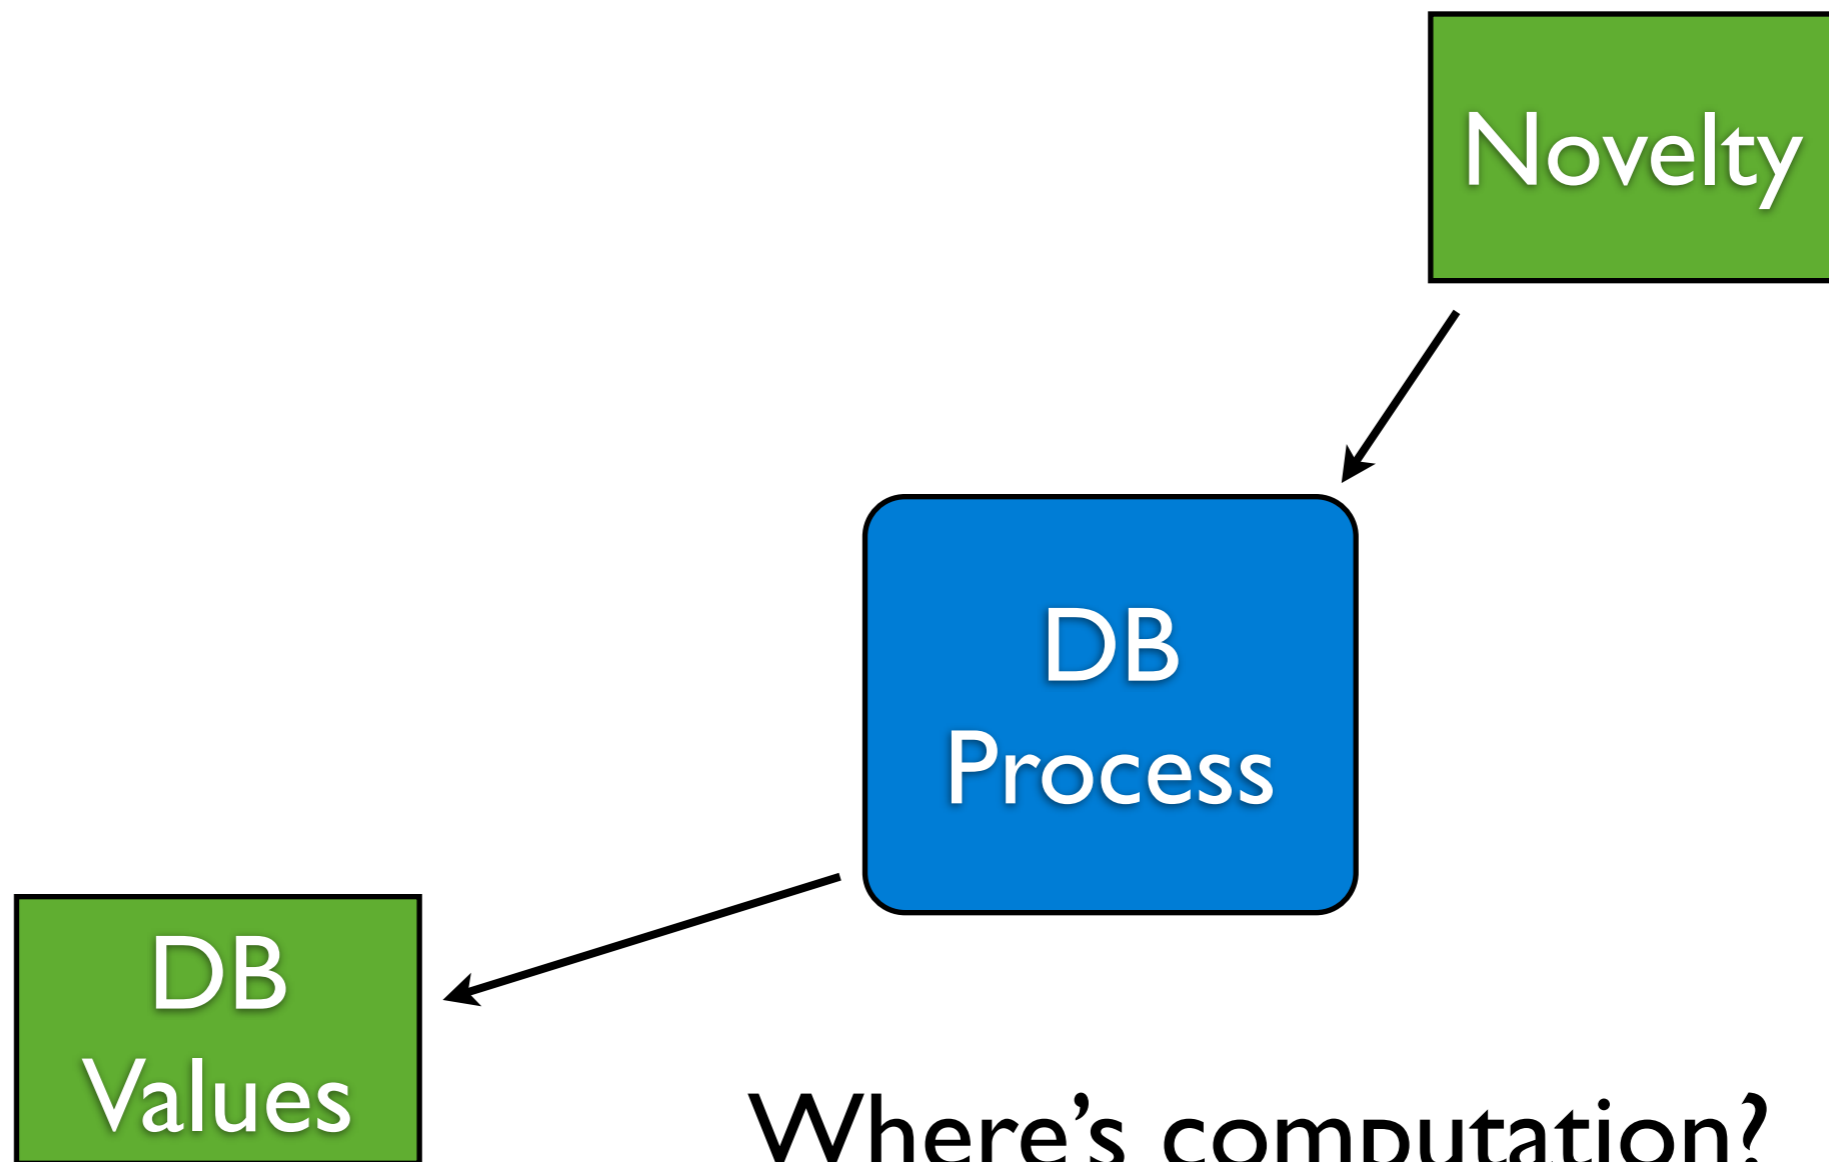 Novelty
DB
Process
DB
Values
Where's computation?